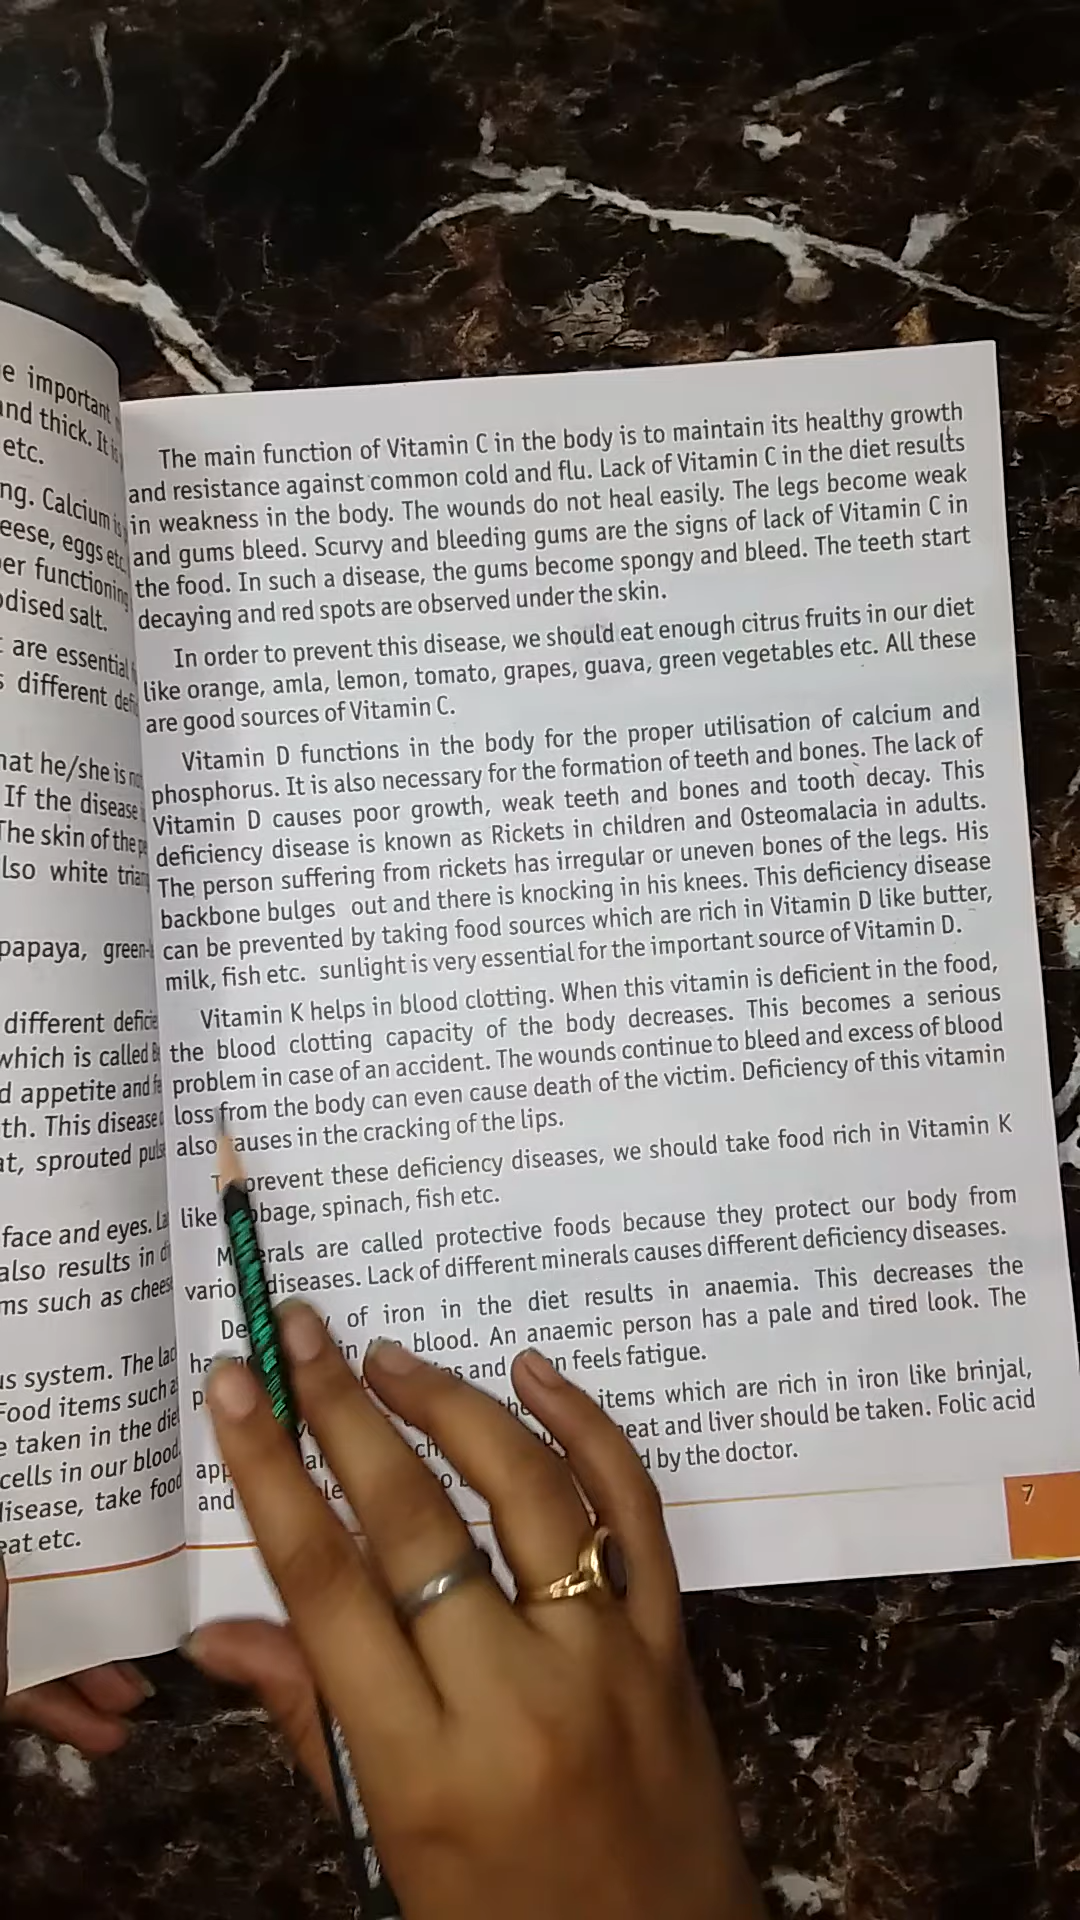 e important
and thick. It is
etc.
ng. Calcium is
eese, eggs etc.
er functioning
odised salt.
are essential
s different
hat he/she is
If the disease
The skin of the
lso white
papaya, green-
different
which is called
d appetite and
th. This disease
at, sprouted
face and eyes.
also results in
ms such as
us system. The
Food items such
e taken in the
cells in our blood.
disease, take food
eat etc.
The main function of Vitamin C in the body is to maintain its healthy growth
and resistance against common cold and flu. Lack of Vitamin C in the diet results
in weakness in the body. The wounds do not heal easily. The legs become weak
and gums bleed. Scurvy and bleeding gums are the signs of lack of Vitamin C in
the food. In such a disease, the gums become spongy and bleed. The teeth start
decaying and red spots are observed under the skin.
In order to prevent this disease, we should eat enough citrus fruits in our diet
like orange, amla, lemon, tomato, grapes, guava, green vegetables etc. All these
are good sources of Vitamin C.
Vitamin D functions in the body for the proper utilisation of calcium and
phosphorus. It is also necessary for the formation of teeth and bones. The lack of
Vitamin D causes poor growth, weak teeth and bones and tooth decay. This
deficiency disease is known as Rickets in children and Osteomalacia in adults.
The person suffering from rickets has irregular or uneven bones of the legs. His
backbone bulges out and there is knocking in his knees. This deficiency disease
can be prevented by taking food sources which are rich in Vitamin D like butter,
milk, fish etc. sunlight is very essential for the important source of Vitamin D.
Vitamin K helps in blood clotting. When this vitamin is deficient in the food,
the blood clotting capacity of the body decreases. This becomes a serious
problem in case of an accident. The wounds continue to bleed and excess of blood
loss from the body can even cause death of the victim. Deficiency of this vitamin
also causes in the cracking of the lips.
prevent these deficiency diseases, we should take food rich in Vitamin K
like spinach, fish etc.
are called protective foods because they protect our body from
diseases. Lack of different minerals causes different deficiency diseases.
of iron in the diet results in anaemia. This decreases the
in blood. An anaemic person has a pale and tired look. The
and feels fatigue.
items which are rich in iron like brinjal,
and liver should be taken. Folic acid
and by the doctor.
7